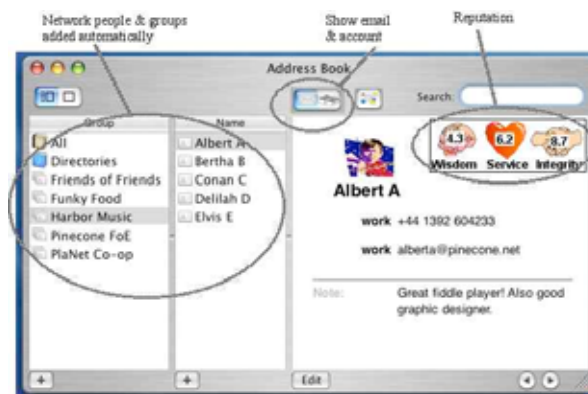 Network people & groups
added automatically
Show email
& account
Reputation
Address Book
Search:
Group
Name
All
Directories
Friends of Friends
Funky Food
Harbor Music
Pinecone FoE
PlaNet Co-op
Albert A
Bertha B
Conan C
Delilah D
Elvis E
4.3
6.2
8.7
Wisdom Service Integrity
Albert A
work +44 1392 604233
work alberta@pinecone.net
Note: Great fiddle player! Also good
graphic designer.
+
+
Edit